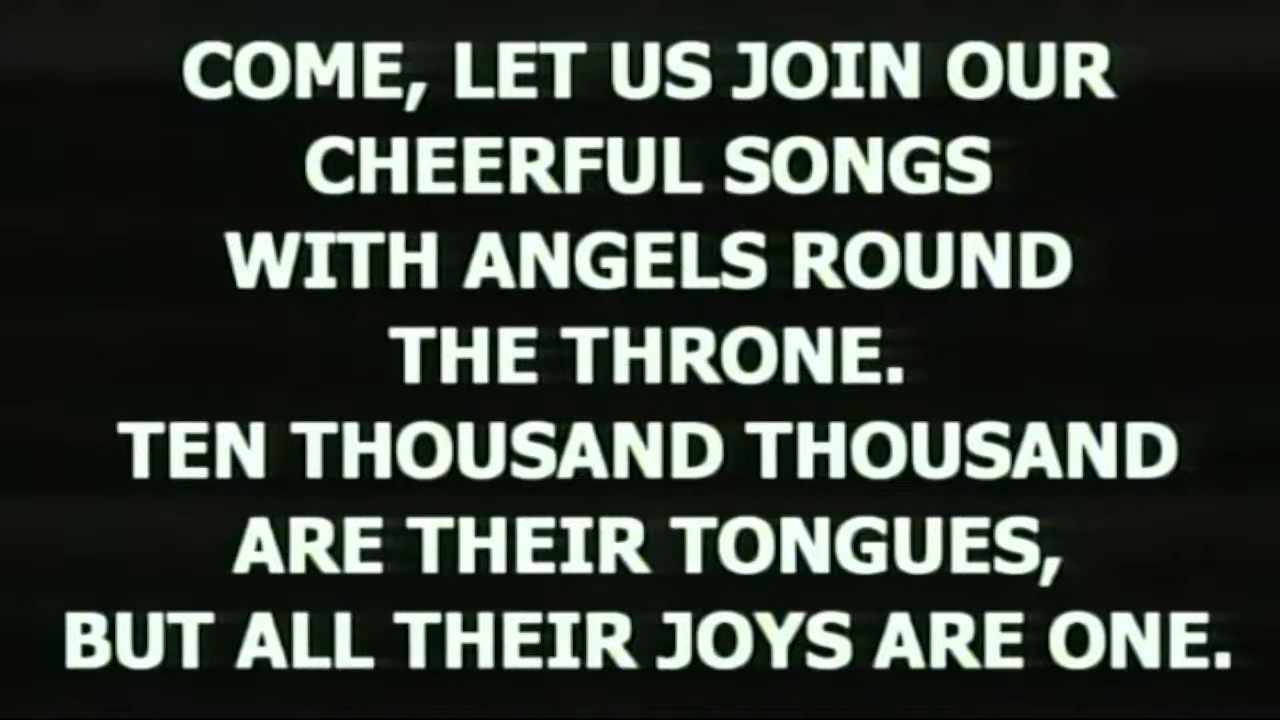 COME, LET US JOIN OUR
CHEERFUL SONGS
WITH ANGELS ROUND
THE THRONE.
TEN THOUSAND THOUSAND
ARE THEIR TONGUES,
BUT ALL THEIR JOYS ARE ONE.